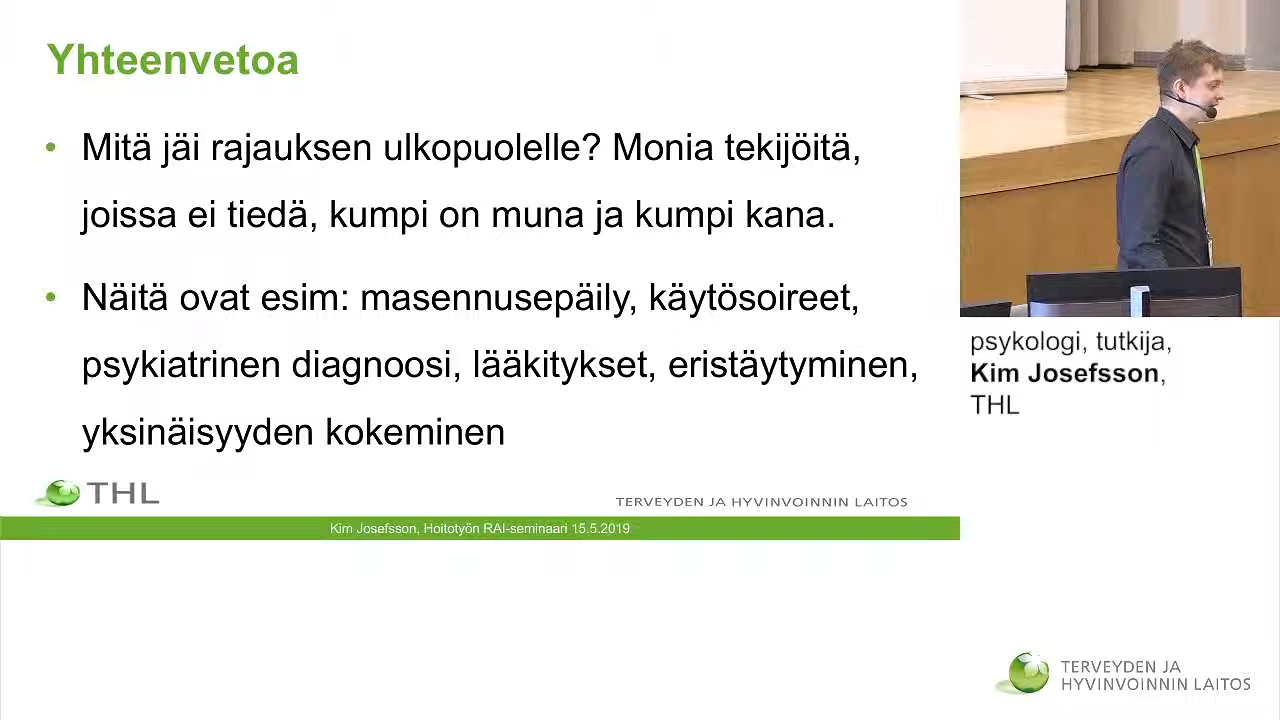 Yhteenvetoa
• Mitä jäi rajauksen ulkopuolelle? Monia tekijöitä,
joissa ei tiedä, kumpi on muna ja kumpi kana.
• Näitä ovat esim: masennusepäily, käytösoireet,
psykiatrinen diagnoosi, lääkitykset, eristäytyminen,
yksinäisyyden kokeminen
THL
TERVEYDEN JA HYVINVOINNIN LAITOS
Kim Josefsson, Hoitotyön RAI-seminaari 15.5.2019
psykologi, tutkija,
Kim Josefsson,
THL
TERVEYDEN JA
HYVINVOINNIN LAITOS